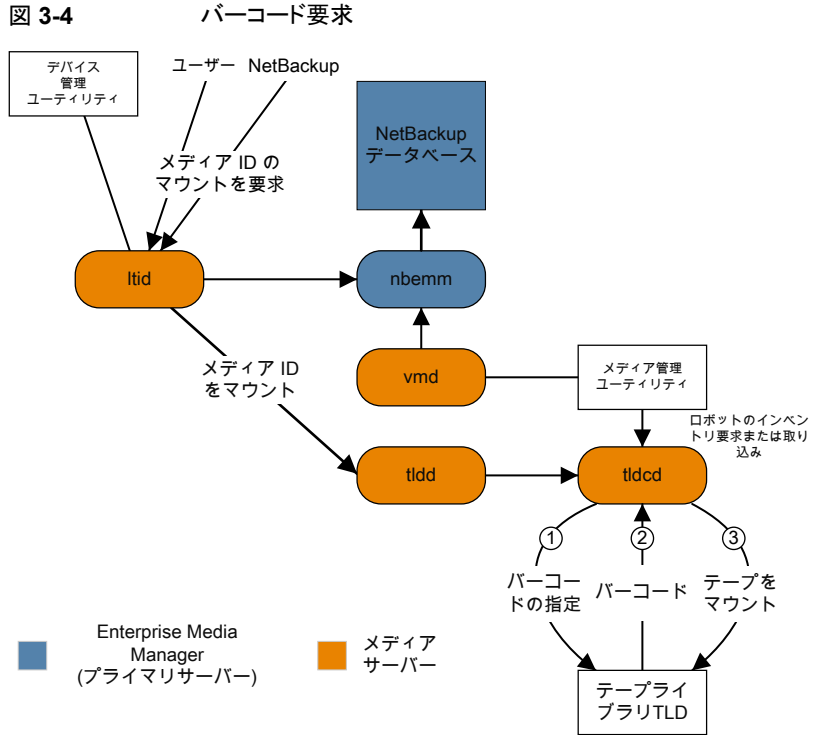 図 3-4 バーコード要求
デバイス
管理
ユーティリティ
ユーザー NetBackup
NetBackup
データベース
メディア ID の
マウントを要求
ltid
nbemm
メディア ID
をマウント
vmd
メディア管理
ユーティリティ
ロボットのインベン
トリ要求または取り
込み
tldd
tldcd
1
2
3
バーコー
ドの指定
バーコード
テープを
マウント
Enterprise Media
Manager
(プライマリサーバー)
メディア
サーバー
テープライ
ブラリTLD